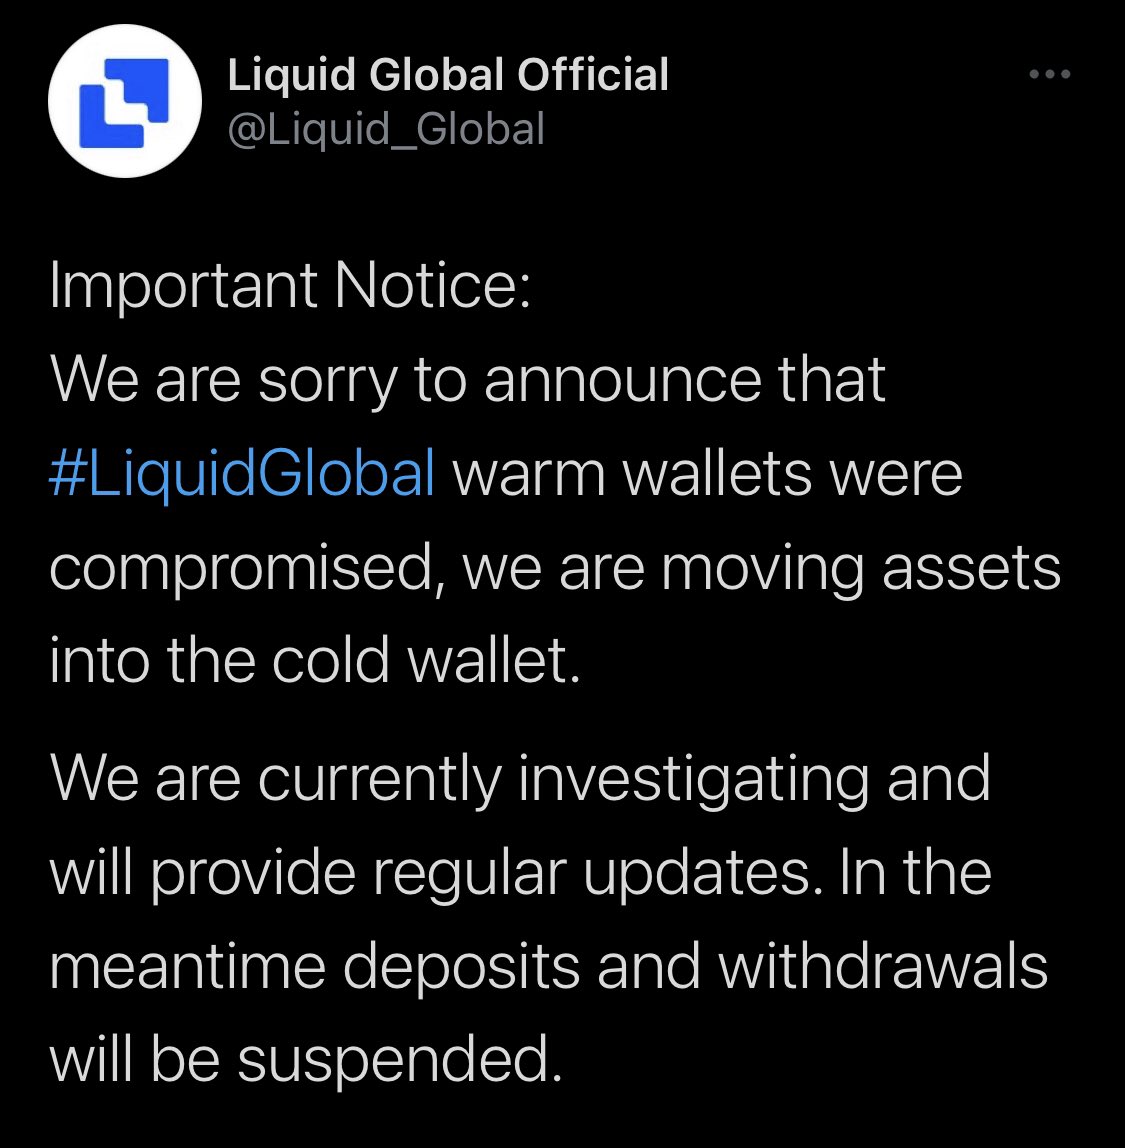 Liquid Global Official
@Liquid_Global
Important Notice:
We are sorry to announce that
#LiquidGlobal warm wallets were
compromised, we are moving assets
into the cold wallet.
We are currently investigating and
will provide regular updates. In the
meantime deposits and withdrawals
will be suspended.